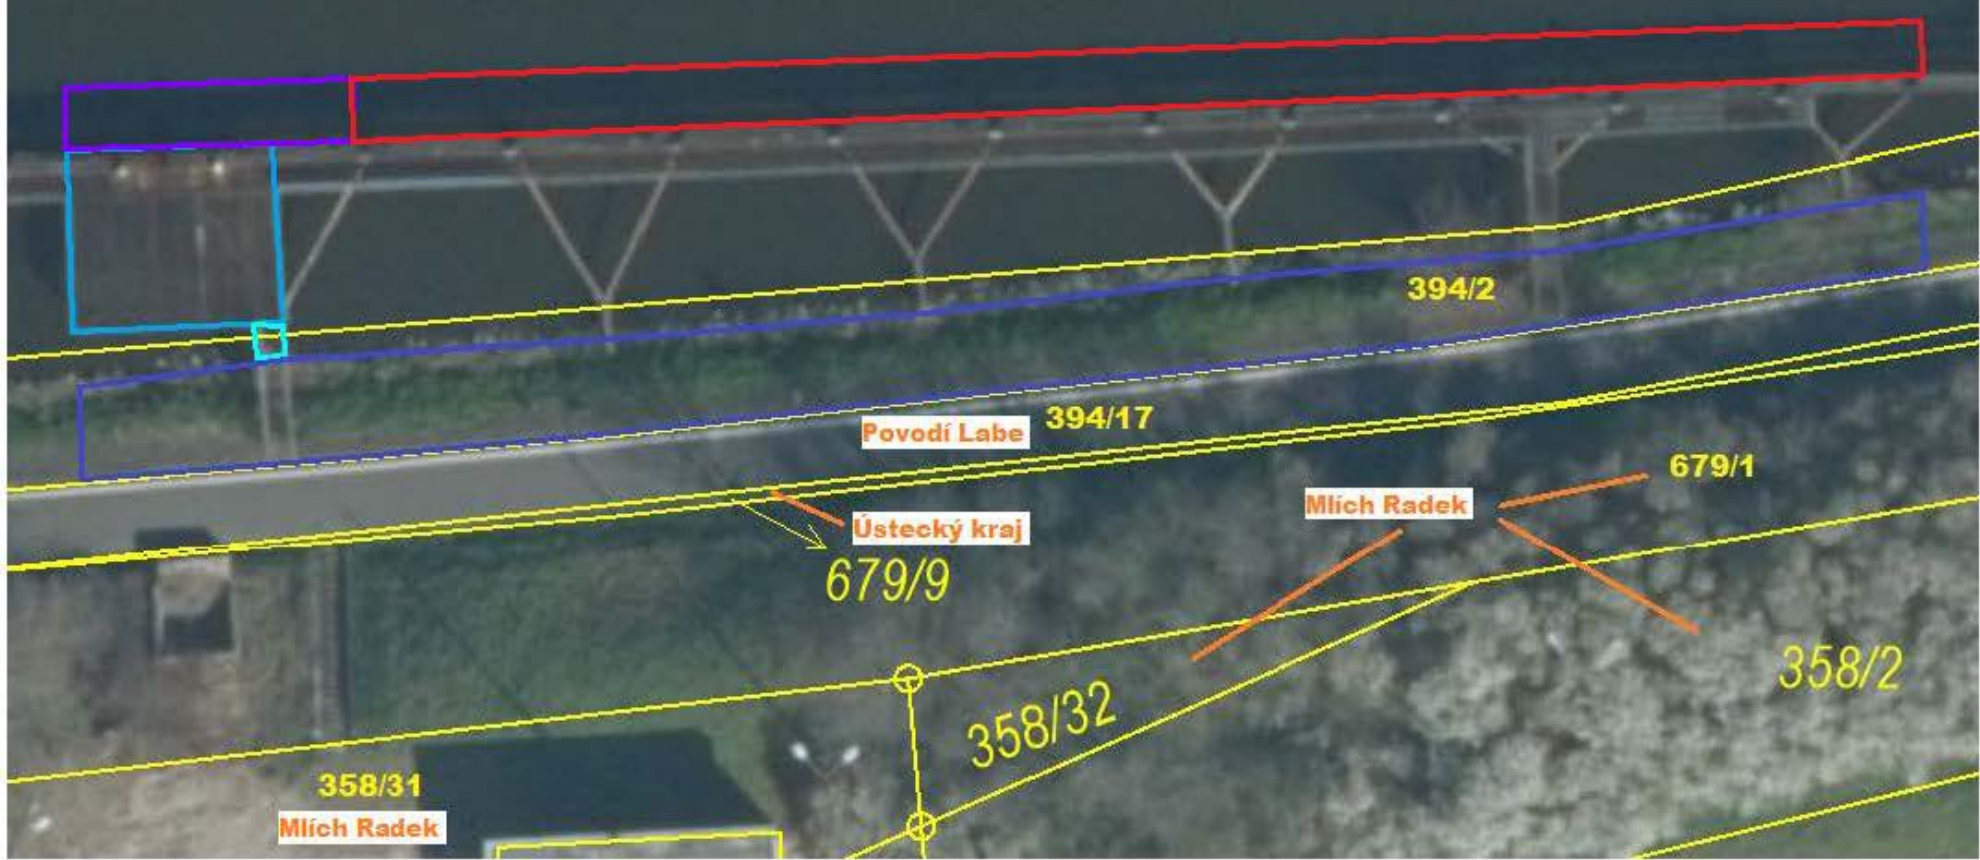 394/2
Povodí Labe
394/17
679/1
Mlích Radek
Ústecký kraj
679/9
358/2
358/32
358/31
Mlích Radek